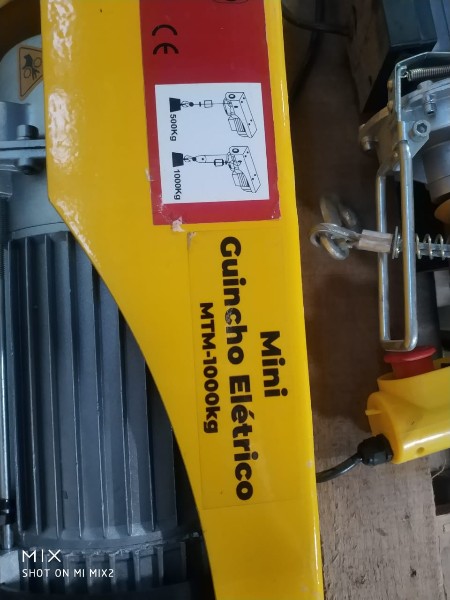 CE
500Kg
1000Kg
Mini
Guincho Elétrico
MTM-1000kg
MIX
SHOT ON MI MIX2